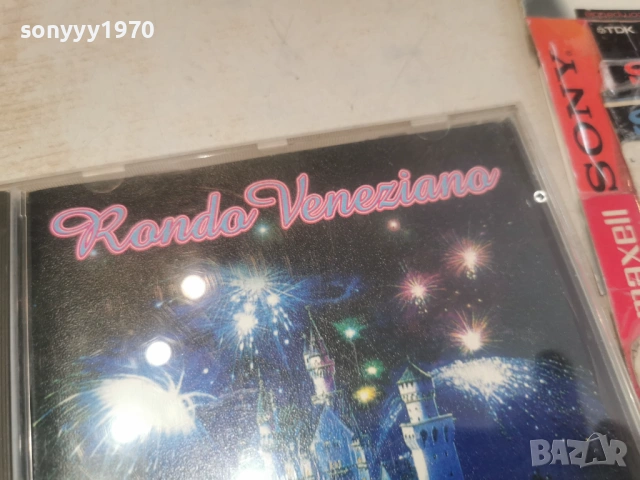 sonyyy1970
Rondo Veneziano
TDK
SONY
maxell
BAZAR